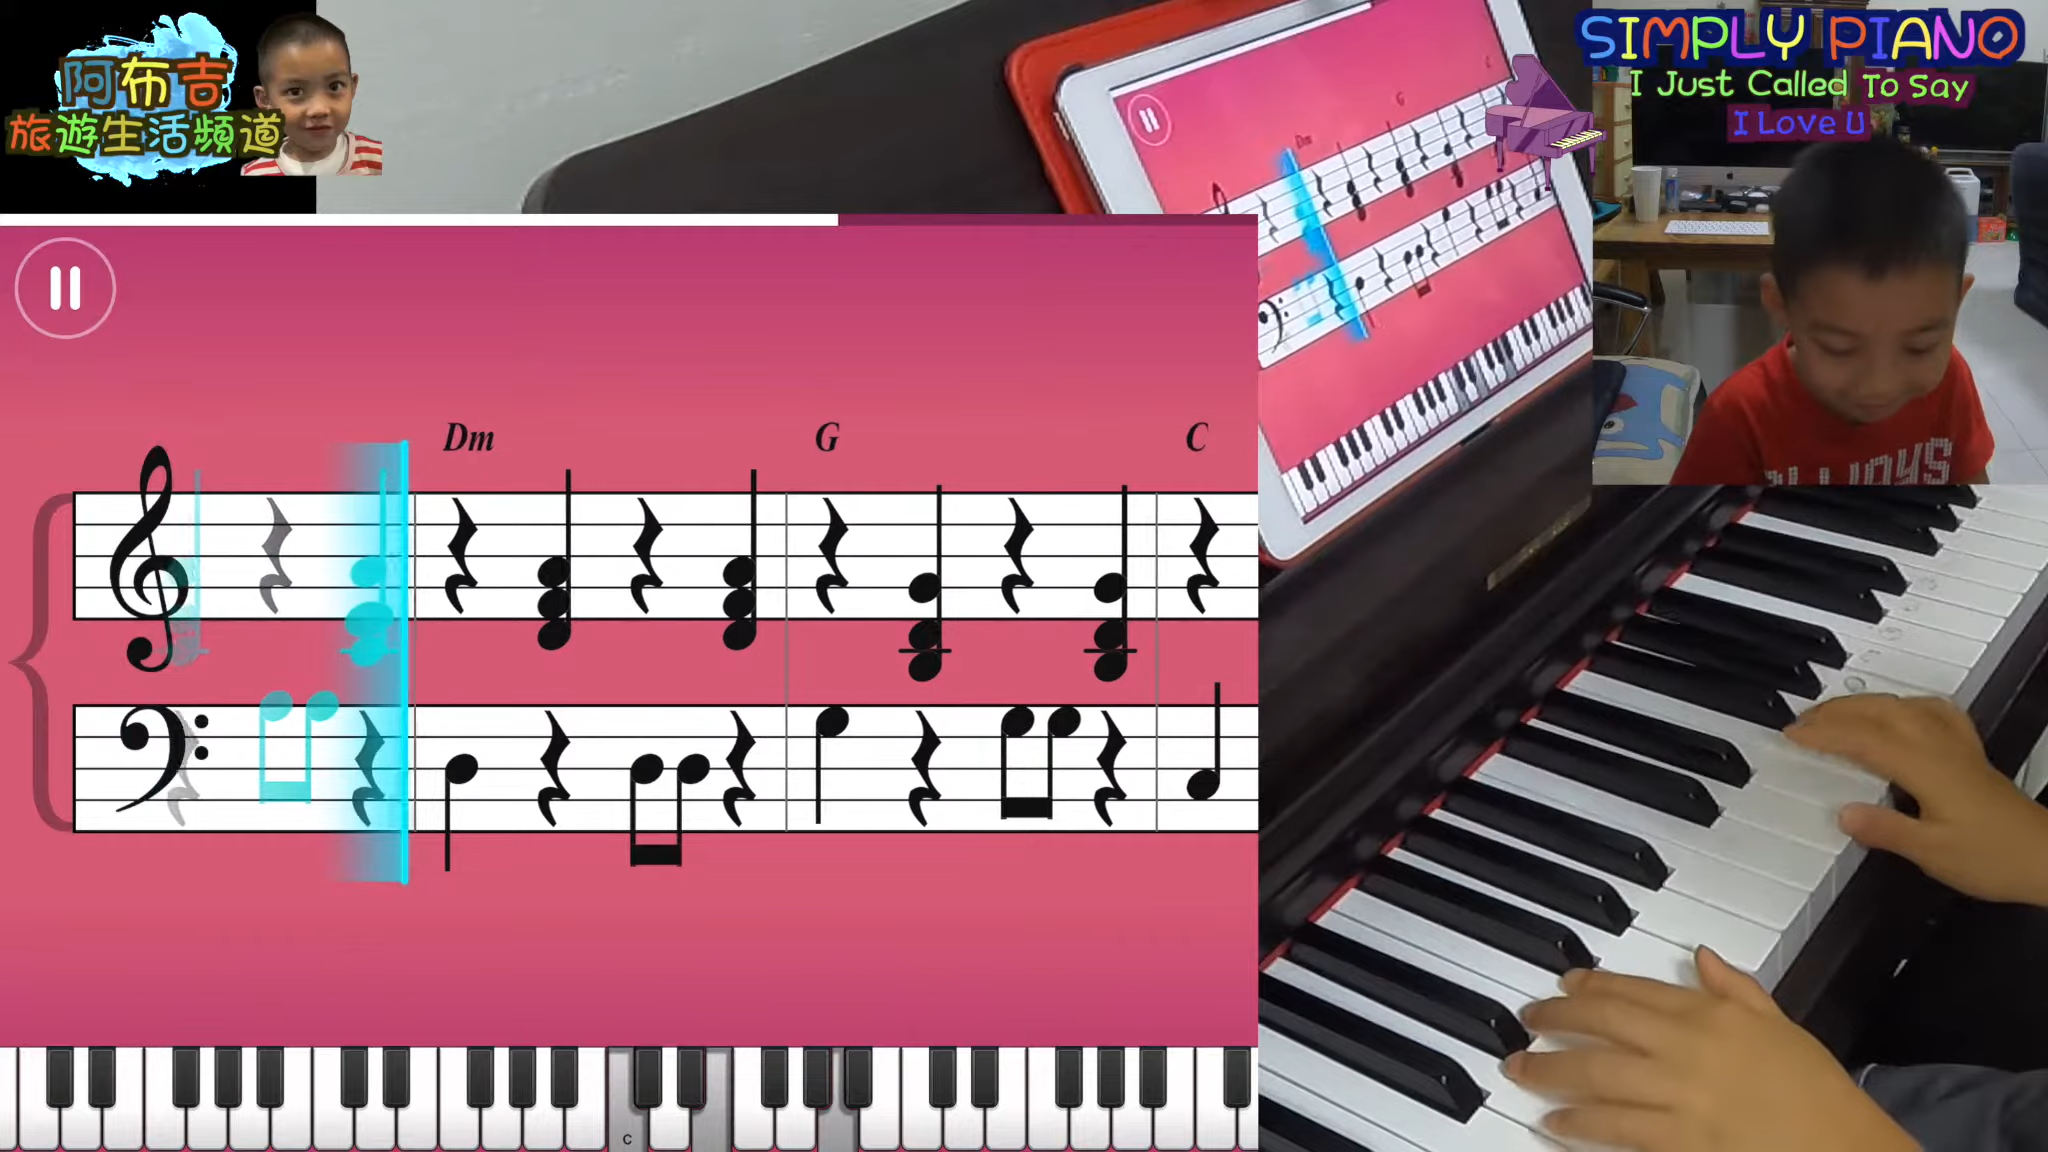 阿布吉
旅遊生活頻道
SIMPLY PIANO
I Just Called To Say
I Love U
Dm
G
C
C